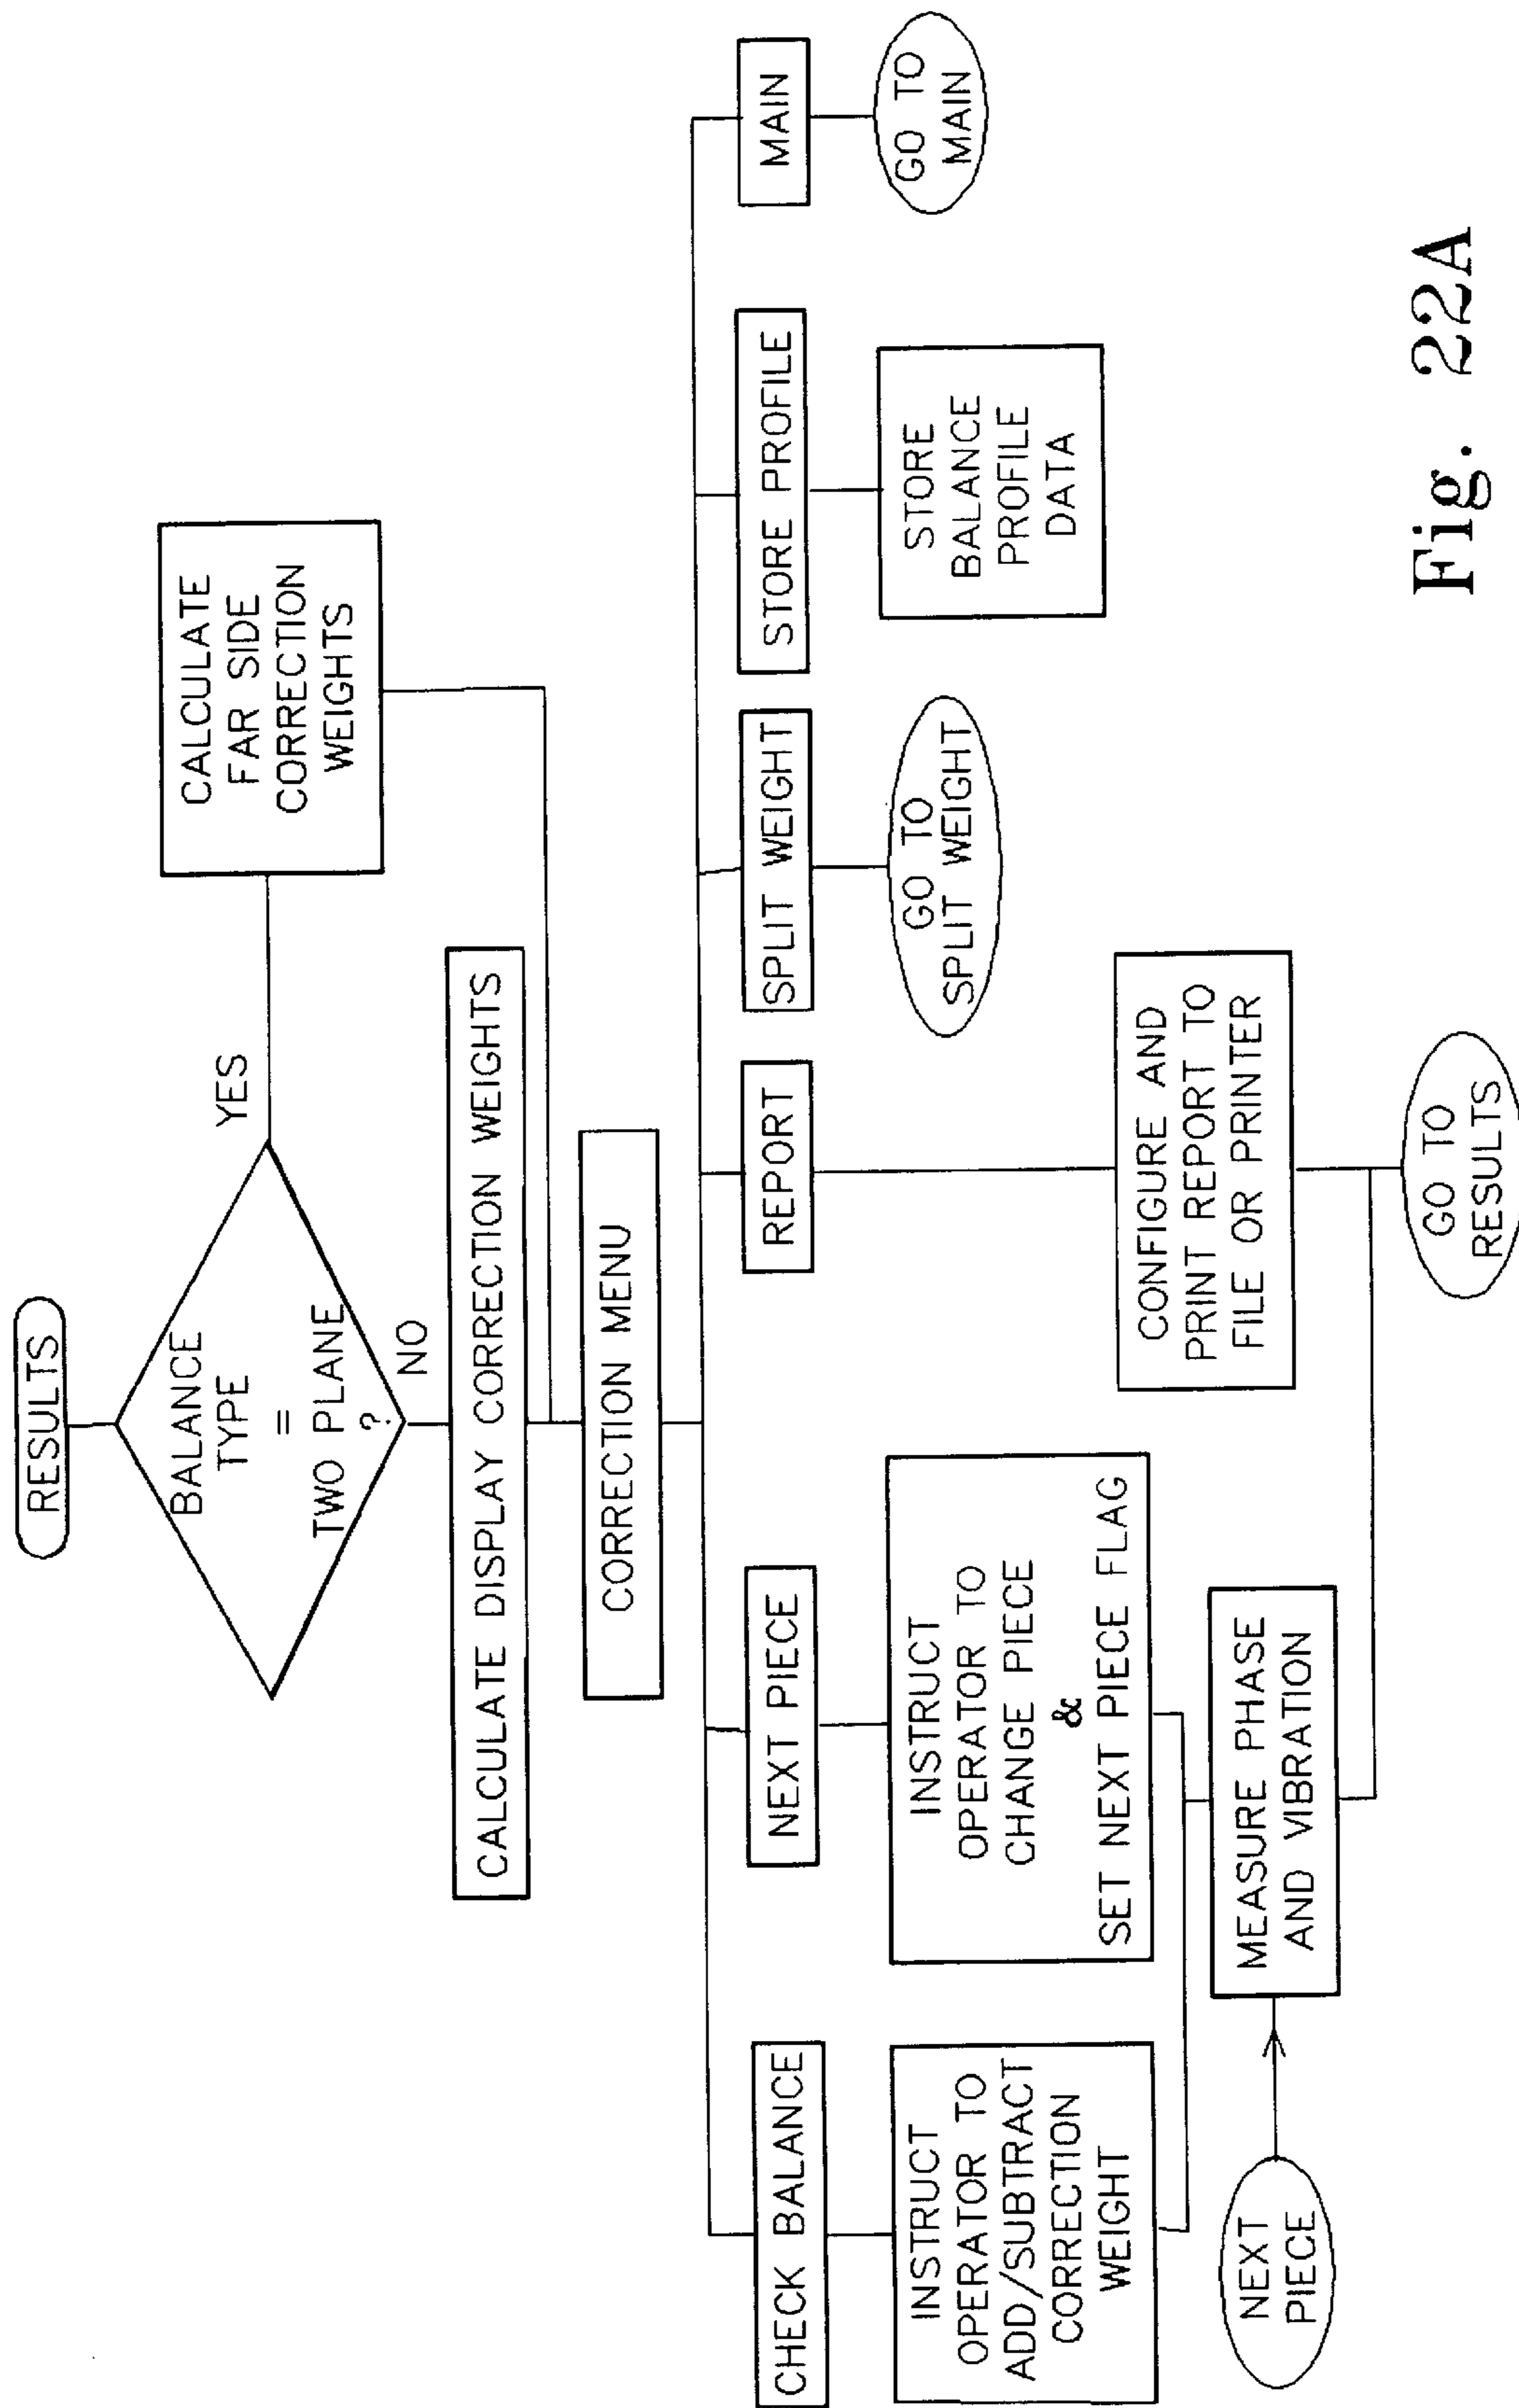 RESULTS
BALANCE
TYPE
=
TWO PLANE
?
YES
NO
CALCULATE
FAR SIDE
CORRECTION
WEIGHTS
CALCULATE DISPLAY CORRECTION WEIGHTS
CORRECTION MENU
CHECK BALANCE
NEXT PIECE
REPORT
SPLIT WEIGHT
STORE PROFILE
MAIN
INSTRUCT
OPERATOR TO
ADD/SUBTRACT
CORRECTION
WEIGHT
INSTRUCT
OPERATOR TO
CHANGE PIECE
&
SET NEXT PIECE FLAG
GO TO
SPLIT WEIGHT
STORE
BALANCE
PROFILE
DATA
GO TO
MAIN
CONFIGURE AND
PRINT REPORT TO
FILE OR PRINTER
NEXT
PIECE
MEASURE PHASE
AND VIBRATION
GO TO
RESULTS
Fig. 22A